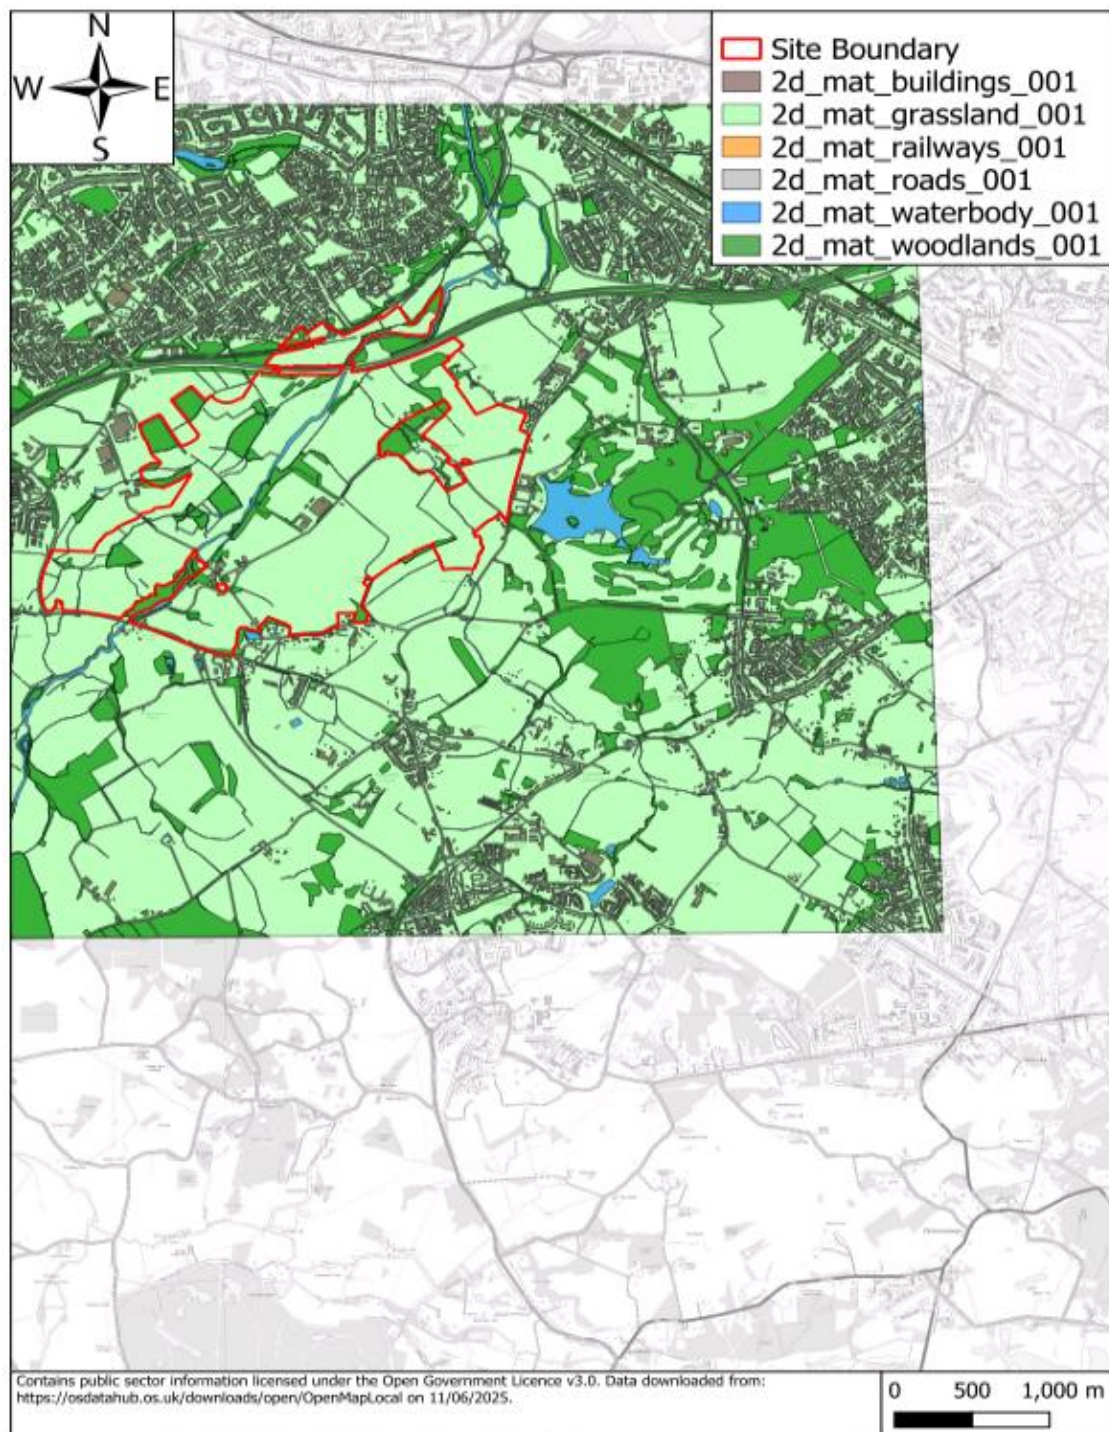 N
W E
S
Site Boundary
2d_mat_buildings_001
2d_mat_grassland_001
2d_mat_railways_001
2d_mat_roads_001
2d_mat_waterbody_001
2d_mat_woodlands_001
Contains public sector information licensed under the Open Government Licence v3.0. Data downloaded from:
https://osdatahub.os.uk/downloads/open/OpenMapLocal on 11/06/2025.
0 500 1,000 m